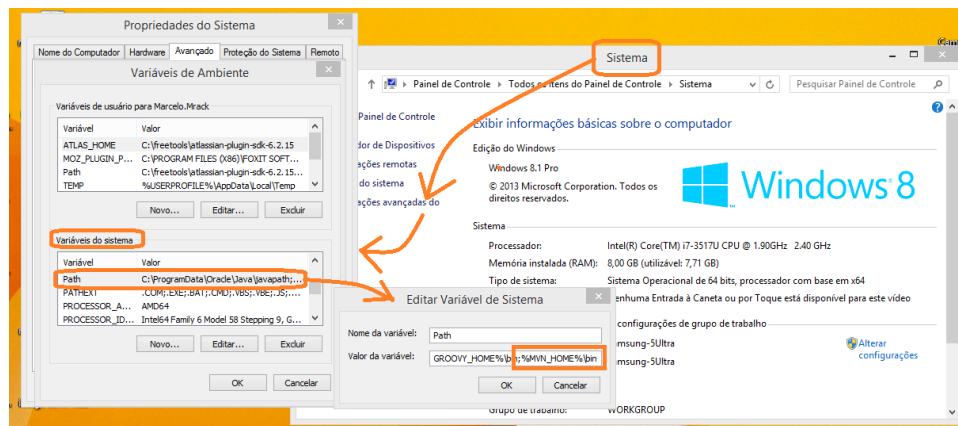 Propriedades do Sistema
Nome do Computador Hardware Avançado Proteção do Sistema Remoto
Variáveis de Ambiente
Variáveis de usuário para Marcelo.Mrack
Variável Valor
ATLAS_HOME C:\freetools\atlassian-plugin-sdk-6.2.15
MOZ_PLUGIN_P... C:\PROGRAM FILES (X86)\FOXIT SOFT...
Path C:\freetools\atlassian-plugin-sdk-6.2.15...
TEMP %USERPROFILE%\AppData\Local\Temp
Novo... Editar... Excluir
Variáveis do sistema
Variável Valor
Path C:\ProgramData\Oracle\Java\javapath;...
PATHEXT .COM;.EXE;.BAT;.CMD;.VBS;.VBE;.JS;....
PROCESSOR_A... AMD64
PROCESSOR_ID... Intel64 Family 6 Model 58 Stepping 9, G...
Novo... Editar... Excluir
OK Cancelar
Sistema
Painel de Controle Todos os itens do Painel de Controle Sistema
Pesquisar Painel de Controle
Painel de Controle
dor de Dispositivos
ações remotas
do sistema
ações avançadas do
Exibir informações básicas sobre o computador
Edição do Windows
Windows 8.1 Pro
© 2013 Microsoft Corporation. Todos os
direitos reservados.
Windows 8
Sistema
Processador: Intel(R) Core(TM) i7-3517U CPU @ 1.90GHz 2.40 GHz
Memória instalada (RAM): 8,00 GB (utilizável: 7,71 GB)
Tipo de sistema: Sistema Operacional de 64 bits, processador com base em x64
Nenhuma Entrada à Caneta ou por Toque está disponível para este vídeo
configurações de grupo de trabalho
msung-5Ultra
msung-5Ultra
Alterar
configurações
Grupo de trabalho: WORKGROUP
Editar Variável de Sistema
Nome da variável: Path
Valor da variável: GROOVY_HOME%\bin;%MVN_HOME%\bin
OK Cancelar